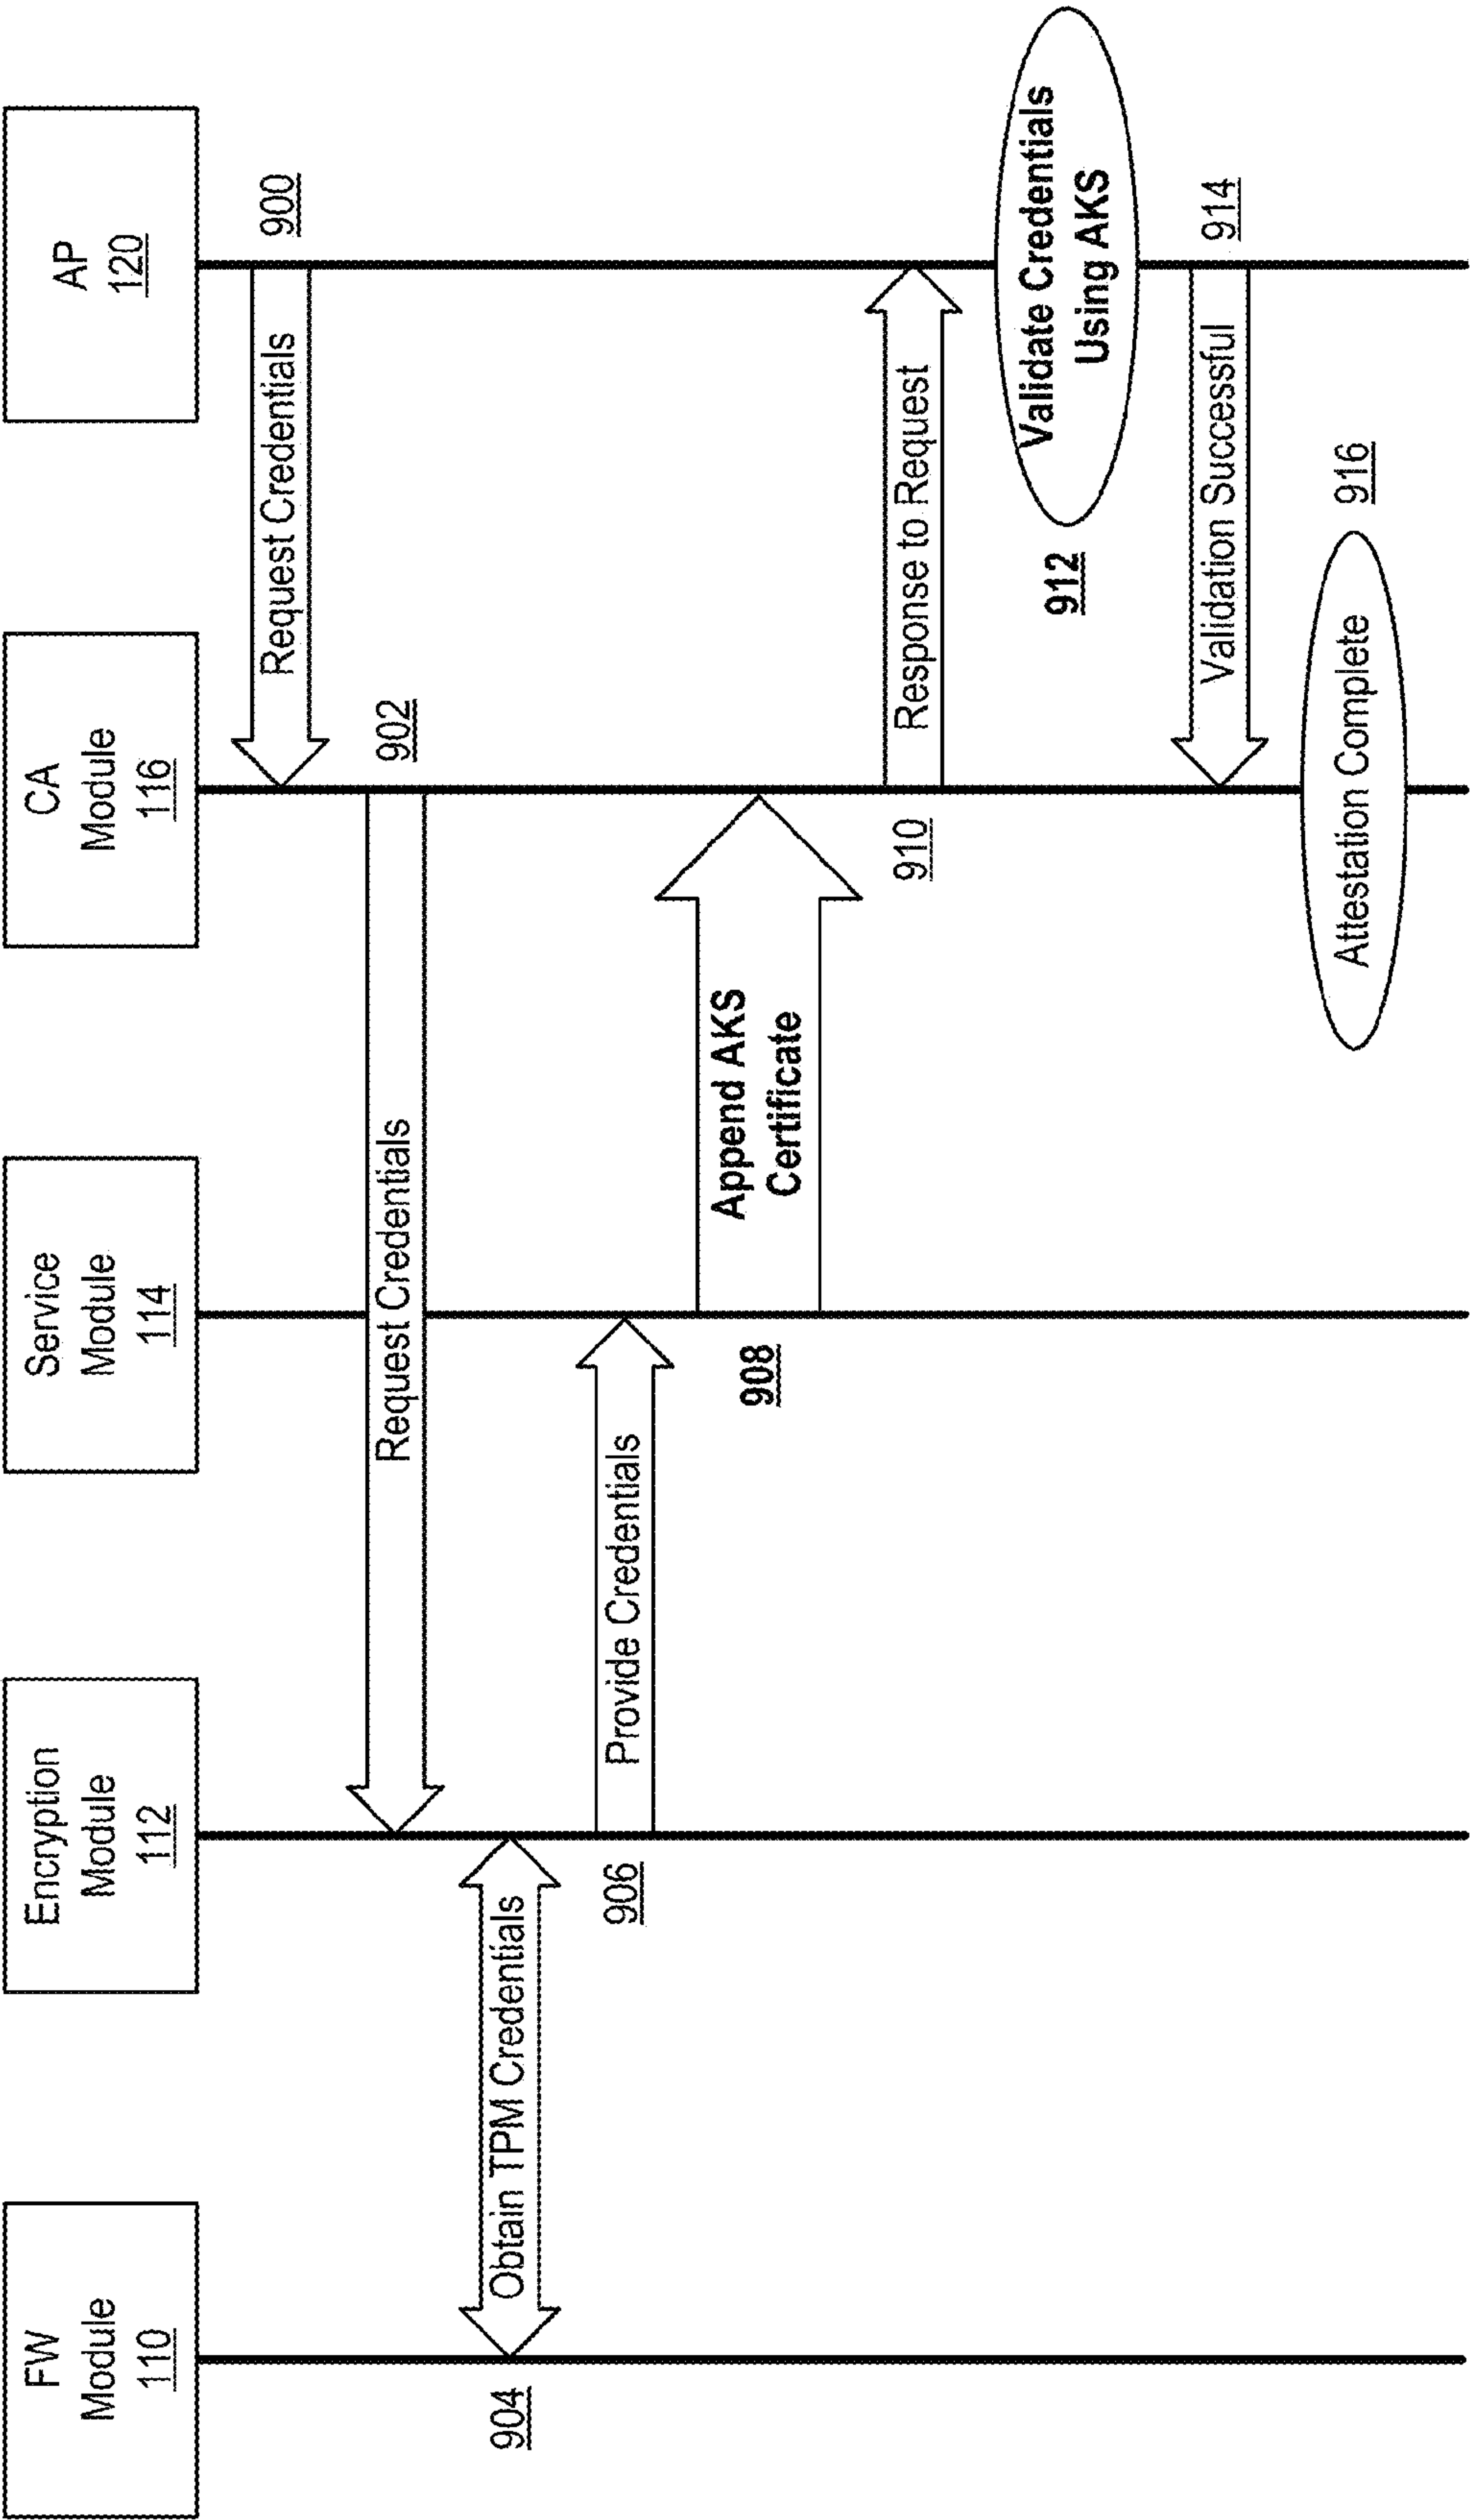 FW
Module
110
Encryption
Module
112
Service
Module
114
CA
Module
116
AP
120
Request Credentials
900
Request Credentials
902
904
Obtain TPM Credentials
906
Provide Credentials
908
Append AKS
Certificate
910
Response to Request
912
Validate Credentials
Using AKS
Validation Successful
914
Attestation Complete
916